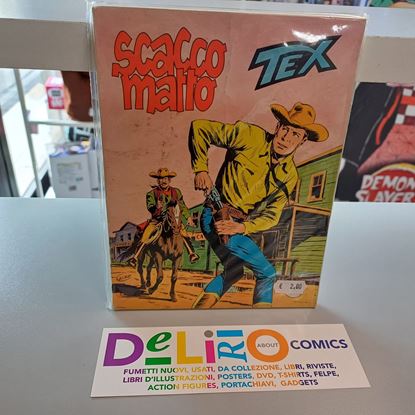 scacco
matto
TEX
€ 2,00
DEMON
SLAYER
DeLiRiO ABOUT COMICS
FUMETTI NUOVI, USATI, DA COLLEZIONE, LIBRI, RIVISTE,
LIBRI D'ILLUSTRAZIONI, POSTERS, DVD, T-SHIRTS, FELPE,
ACTION FIGURES, PORTACHIAVI, GADGETS